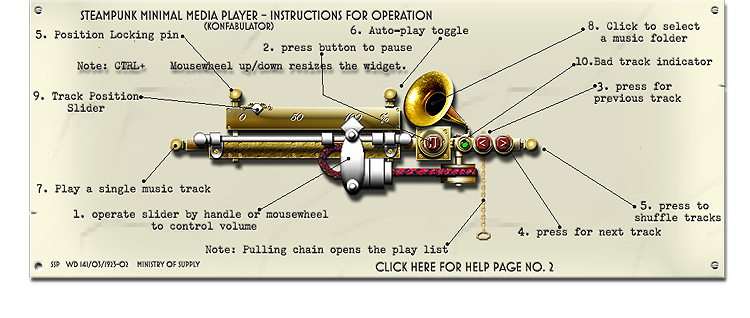 STEAMPUNK MINIMAL MEDIA PLAYER - INSTRUCTIONS FOR OPERATION
(KONFABULATOR)
5. Position Locking pin
6. Auto-play toggle
8. Click to select
a music folder
2. press button to pause
Note: CTRL+ Mousewheel up/down resizes the widget.
10.Bad track indicator
9. Track Position
Slider
3. press for
previous track
0 50 %
7. Play a single music track
1. operate slider by handle or mousewheel
to control volume
5. press to
shuffle tracks
4. press for next track
Note: Pulling chain opens the play list
SSP WD 141/03/1923-02 MINISTRY OF SUPPLY
CLICK HERE FOR HELP PAGE NO. 2